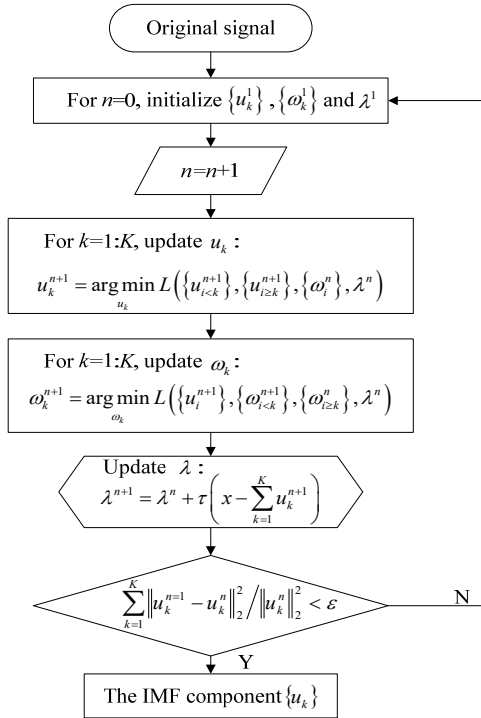 Original signal
For n=0, initialize {u_k^1} , {ω_k^1} and λ^1
n=n+1
For k=1:K, update u_k :
u_k^{n+1} = arg min_{u_k} L({u_{i<k}^{n+1}}, {u_{i≥k}^{n+1}}, {ω_i^n}, λ^n)
For k=1:K, update ω_k:
ω_k^{n+1} = arg min_{ω_k} L({u_i^{n+1}}, {ω_{i<k}^{n+1}}, {ω_{i≥k}^n}, λ^n)
Update λ :
λ^{n+1} = λ^n + τ(x − ∑_{k=1}^K u_k^{n+1})
∑_{k=1}^K ‖u_k^{n=1} − u_k^n‖_2^2 / ‖u_k^n‖_2^2 < ε
N
Y
The IMF component{u_k}